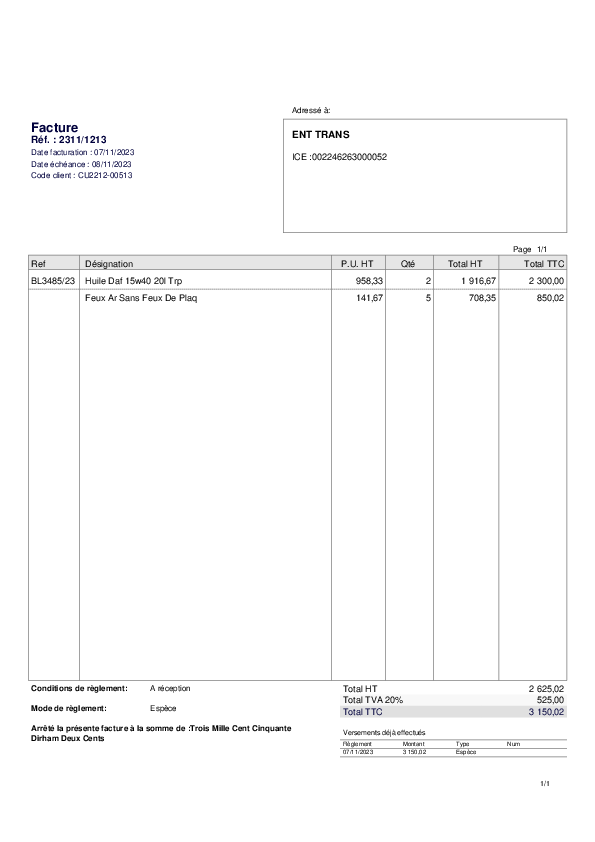 Adressé à:
Facture
Réf. : 2311/1213
Date facturation : 07/11/2023
Date échéance : 08/11/2023
Code client : CU2212-00513
ENT TRANS
ICE :002246263000052
Page 1/1
Ref Désignation P.U. HT Qté Total HT Total TTC
BL3485/23 Huile Daf 15w40 20l Trp 958,33 2 1 916,67 2 300,00
Feux Ar Sans Feux De Plaq 141,67 5 708,35 850,02
Conditions de règlement: A réception
Mode de règlement: Espèce
Arrêté la présente facture à la somme de :Trois Mille Cent Cinquante
Dirham Deux Cents
Total HT 2 625,02
Total TVA 20% 525,00
Total TTC 3 150,02
Versements déjà effectués
Règlement Montant Type Num
07/11/2023 3 150,02 Espèce
1/1